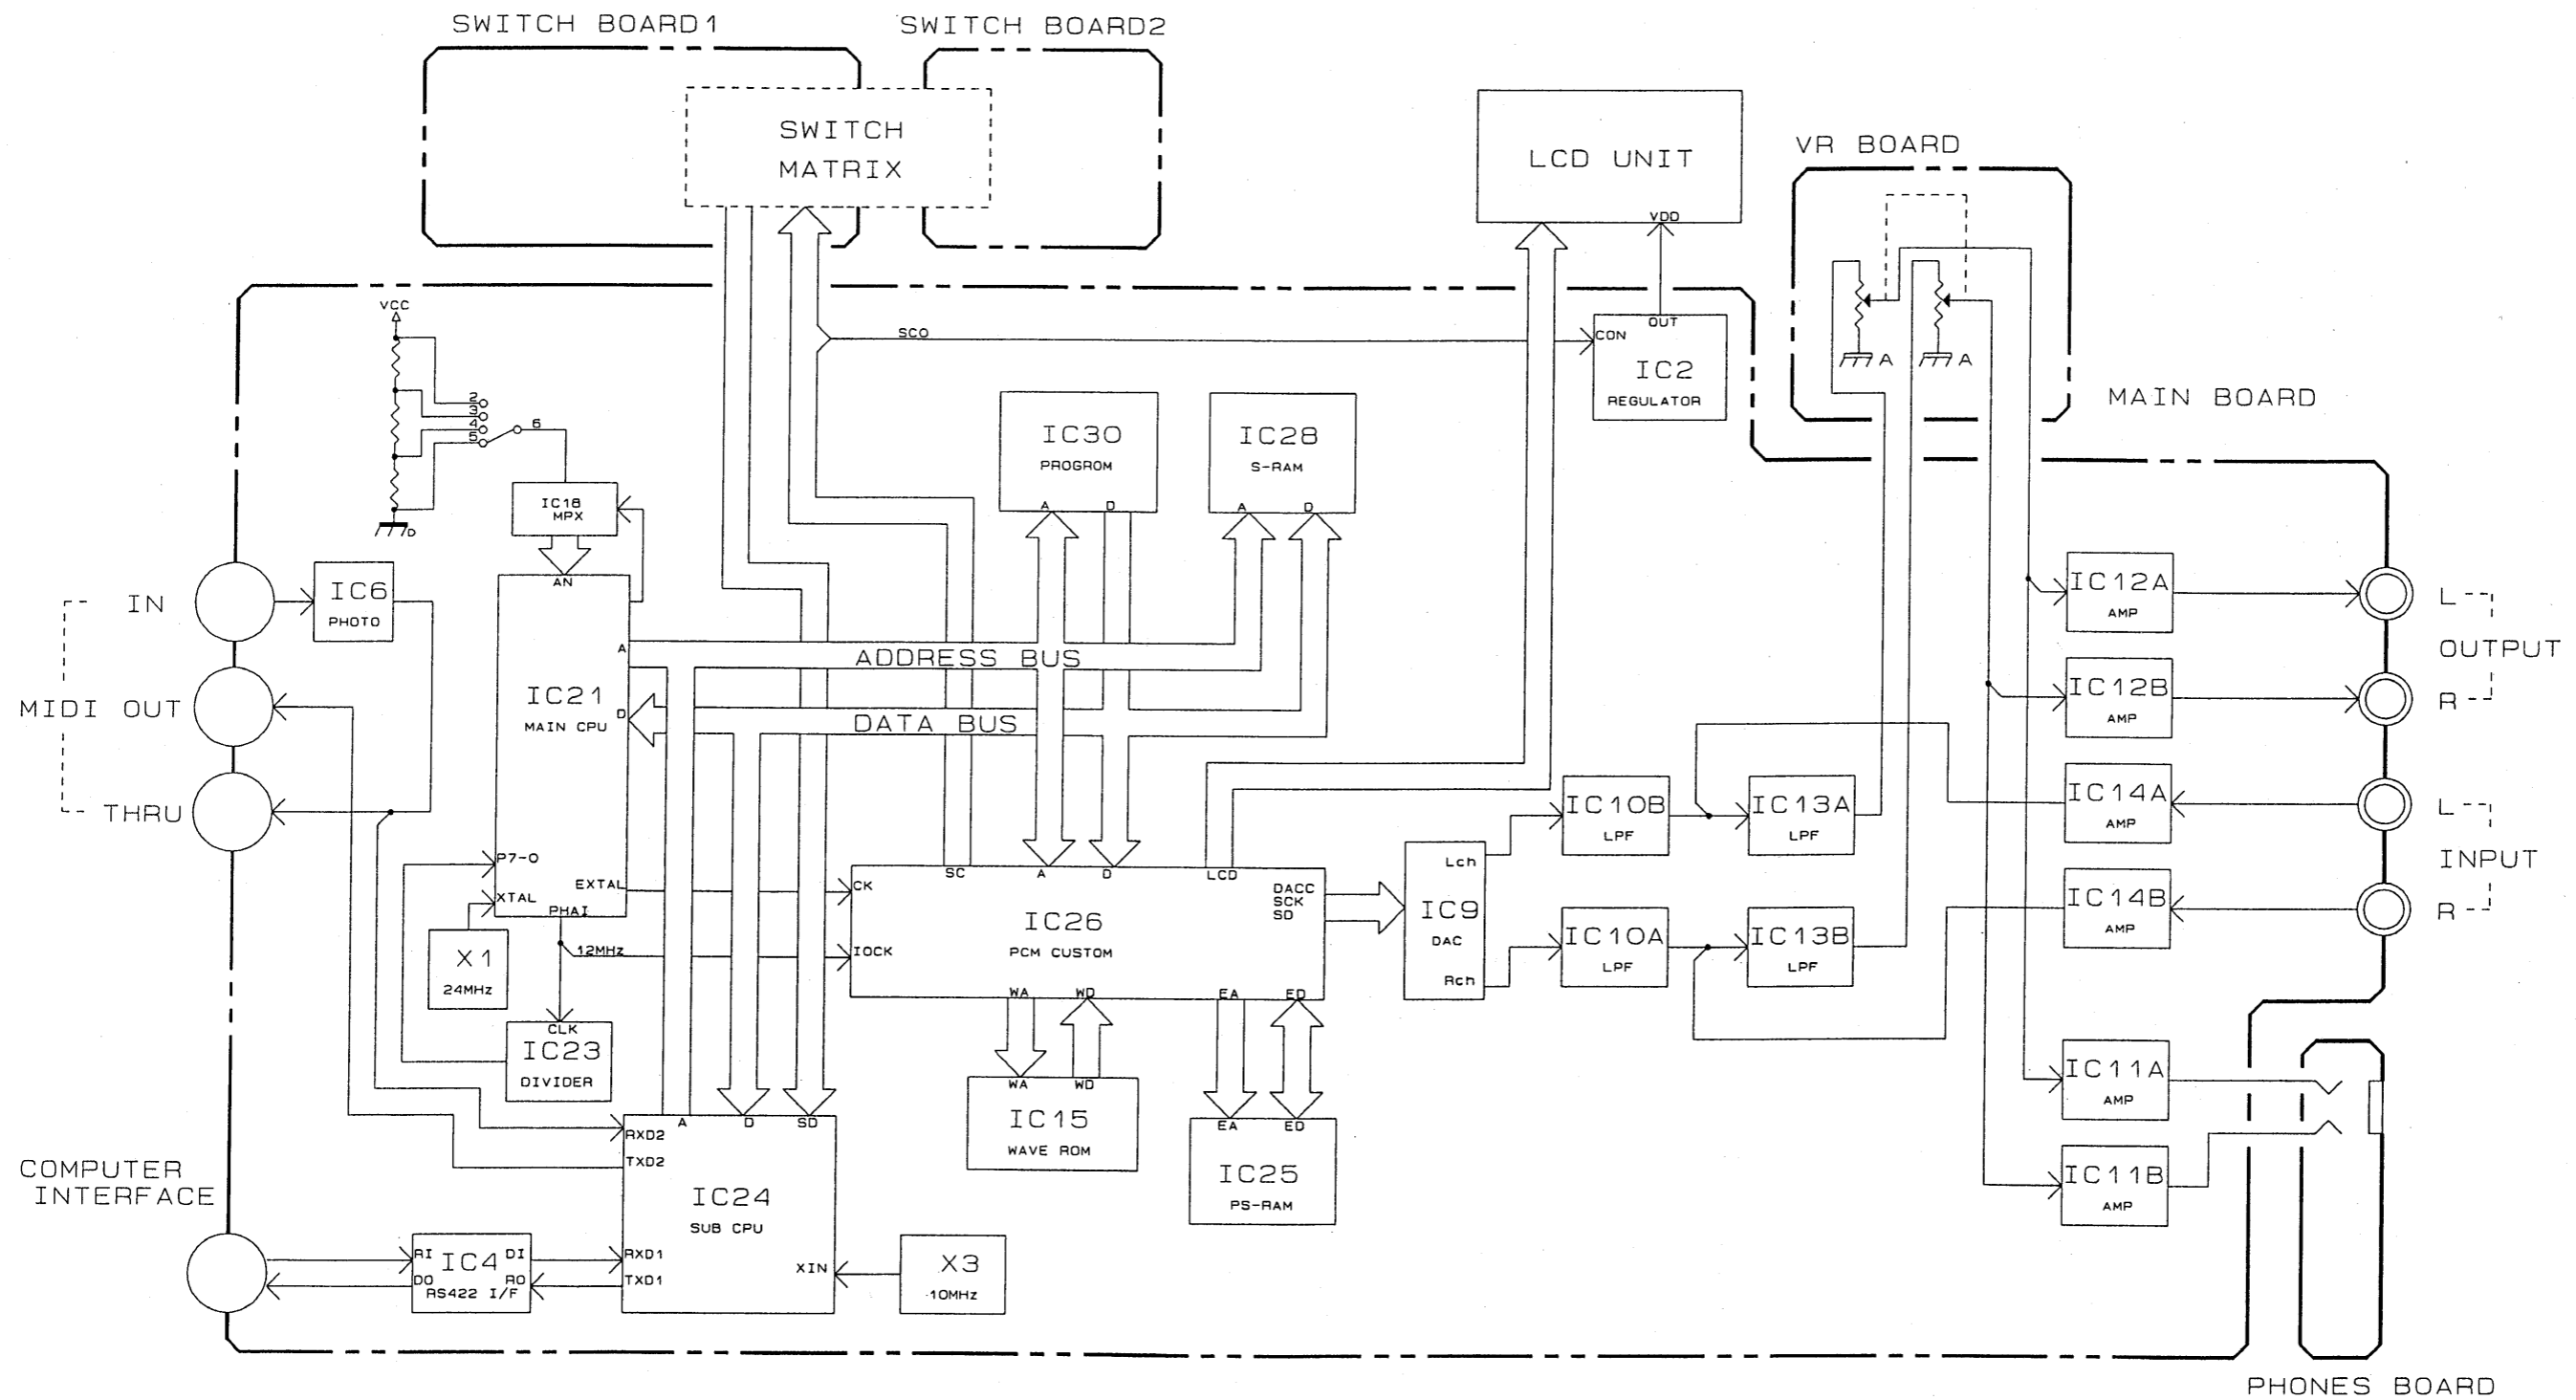 SWITCH BOARD1
SWITCH BOARD2
SWITCH
MATRIX
LCD UNIT
VDD
VR BOARD
A
A
MAIN BOARD
VCC
2
3
4
5
6
D
SCO
CON
OUT
IC2
REGULATOR
IC30
PROGROM
A
D
IC28
S-RAM
A
D
IC18
MPX
IN
MIDI OUT
THRU
IC6
PHOTO
AN
A
IC21
MAIN CPU
D
P7-0
XTAL
EXTAL
PHAI
ADDRESS BUS
DATA BUS
X1
24MHz
12MHz
CLK
IC23
DIVIDER
SC
A
D
LCD
CK
IOCK
IC26
PCM CUSTOM
DACC
SCK
SD
WA
WD
EA
ED
WA
WD
IC15
WAVE ROM
EA
ED
IC25
PS-RAM
Lch
IC9
DAC
Rch
IC10B
LPF
IC13A
LPF
IC10A
LPF
IC13B
LPF
IC12A
AMP
IC12B
AMP
IC14A
AMP
IC14B
AMP
IC11A
AMP
IC11B
AMP
L
OUTPUT
R
L
INPUT
R
COMPUTER
INTERFACE
RI
DI
IC4
DO
RO
RS422 I/F
A
D
SD
RXD2
TXD2
IC24
SUB CPU
RXD1
TXD1
XIN
X3
10MHz
PHONES BOARD